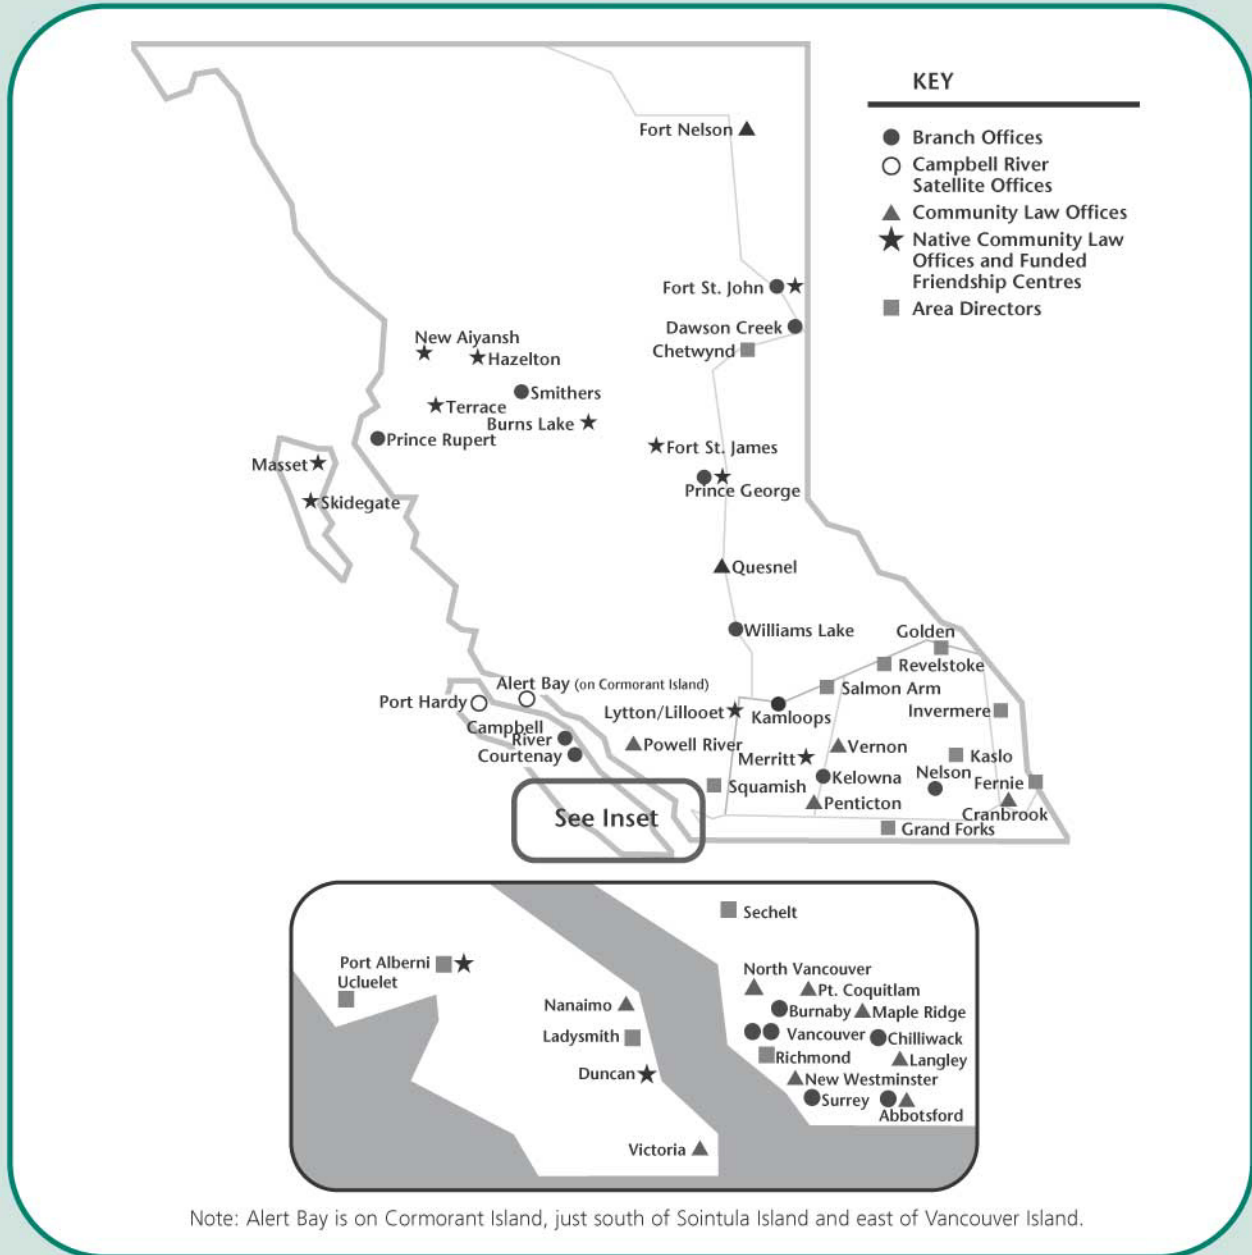 KEY
Branch Offices
Campbell River
Satellite Offices
Community Law Offices
Native Community Law
Offices and Funded
Friendship Centres
Area Directors
Fort Nelson
Fort St. John
Dawson Creek
Chetwynd
New Aiyansh
Hazelton
Smithers
Terrace
Burns Lake
Prince Rupert
Fort St. James
Masset
Prince George
Skidegate
Quesnel
Williams Lake
Golden
Revelstoke
Alert Bay (on Cormorant Island)
Salmon Arm
Port Hardy
Lytton/Lillooet
Kamloops
Invermere
Campbell
River
Powell River
Vernon
Courtenay
Merritt
Kaslo
Kelowna
Nelson
Fernie
Squamish
Penticton
Cranbrook
See Inset
Grand Forks
Sechelt
Port Alberni
Ucluelet
North Vancouver
Pt. Coquitlam
Nanaimo
Burnaby
Maple Ridge
Ladysmith
Vancouver
Chilliwack
Richmond
Langley
Duncan
New Westminster
Surrey
Abbotsford
Victoria
Note: Alert Bay is on Cormorant Island, just south of Sointula Island and east of Vancouver Island.